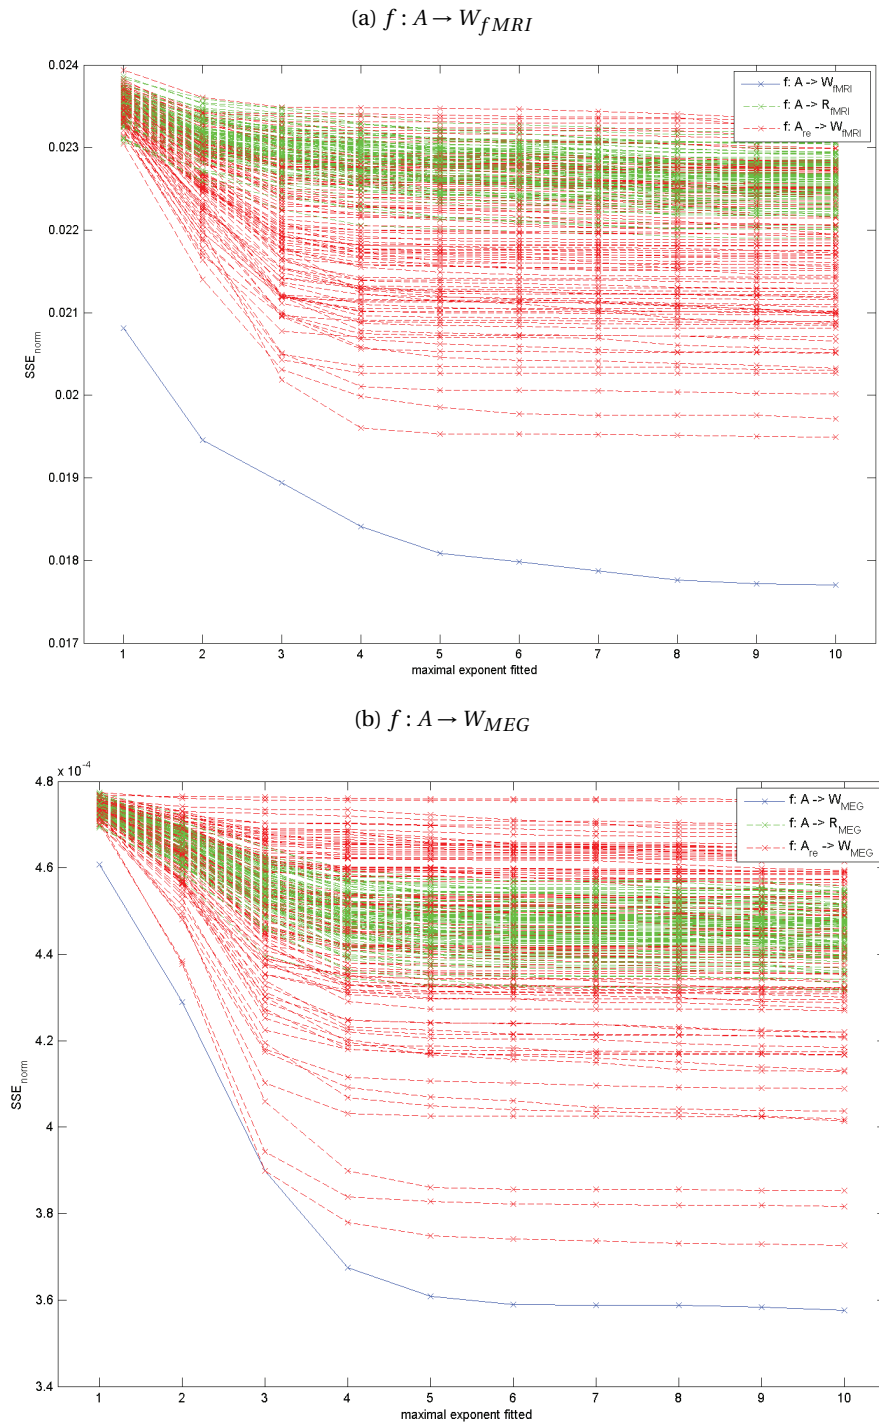 (a) f : A → W_fMRI
0.024
0.023
0.022
0.021
0.02
0.019
0.018
0.017
SSE_norm
f: A -> W_fMRI
f: A -> R_fMRI
f: A_re -> W_fMRI
1 2 3 4 5 6 7 8 9 10
maximal exponent fitted
(b) f : A → W_MEG
x 10^-4
4.8
4.6
4.4
4.2
4
3.8
3.6
3.4
SSE_norm
f: A -> W_MEG
f: A -> R_MEG
f: A_re -> W_MEG
1 2 3 4 5 6 7 8 9 10
maximal exponent fitted